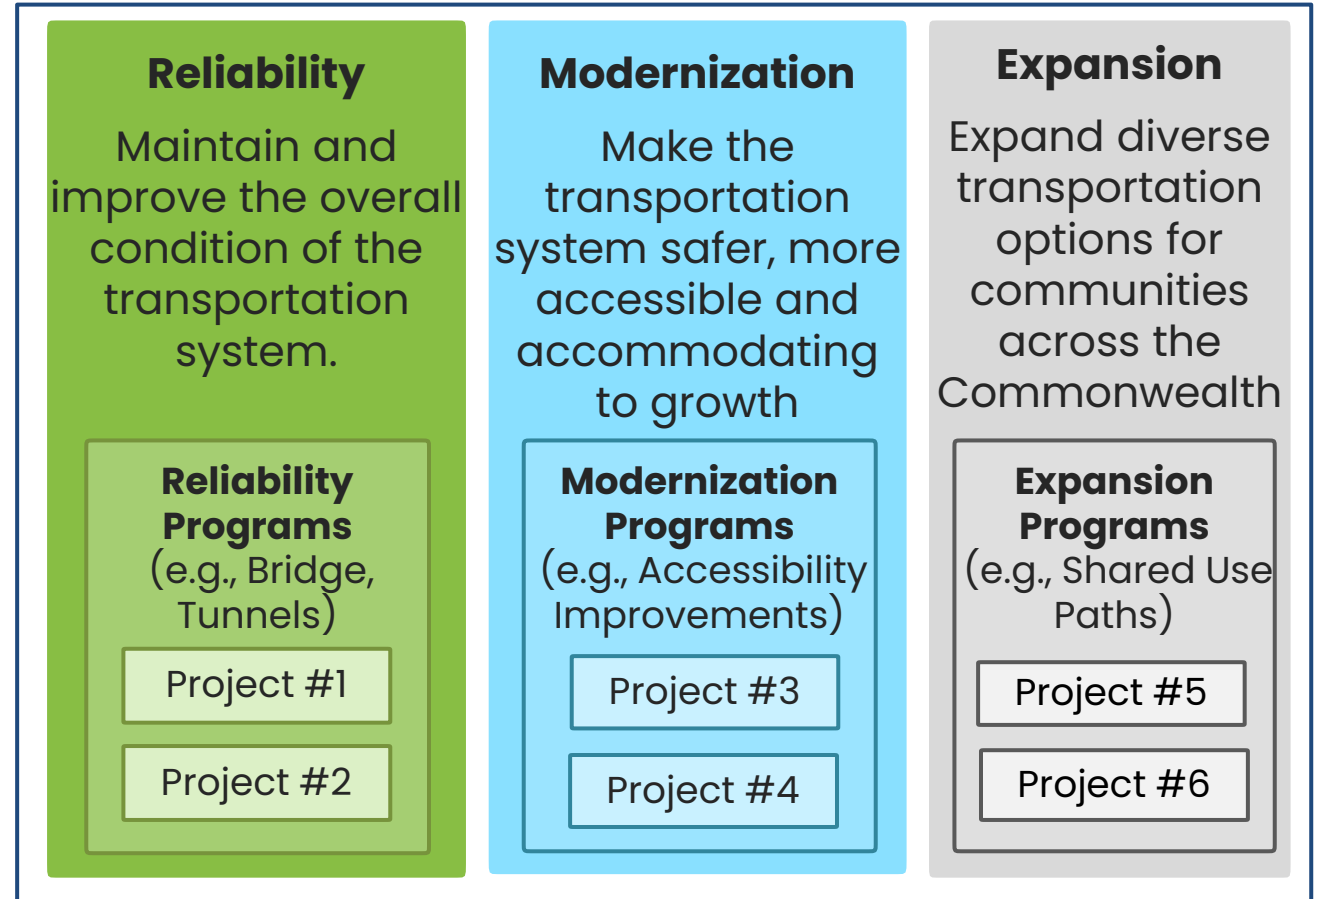 Reliability
Maintain and
improve the overall
condition of the
transportation
system.
Reliability
Programs
(e.g., Bridge,
Tunnels)
Project #1
Project #2
Modernization
Make the
transportation
system safer, more
accessible and
accommodating
to growth
Modernization
Programs
(e.g., Accessibility
Improvements)
Project #3
Project #4
Expansion
Expand diverse
transportation
options for
communities
across the
Commonwealth
Expansion
Programs
(e.g., Shared Use
Paths)
Project #5
Project #6